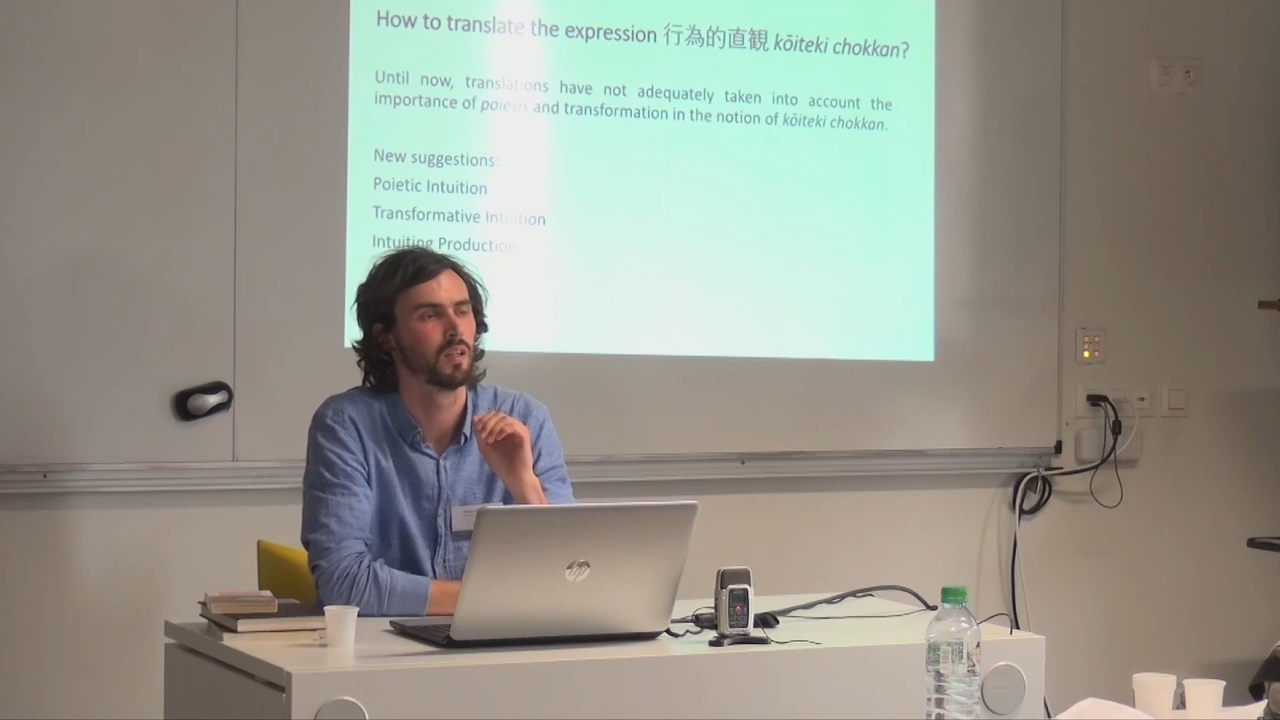 How to translate the expression 行為的直観 kōiteki chokkan?
Until now, translations have not adequately taken into account the
importance of poiesis and transformation in the notion of kōiteki chokkan.
New suggestions:
Poietic Intuition
Transformative Intuition
Intuiting Production
hp